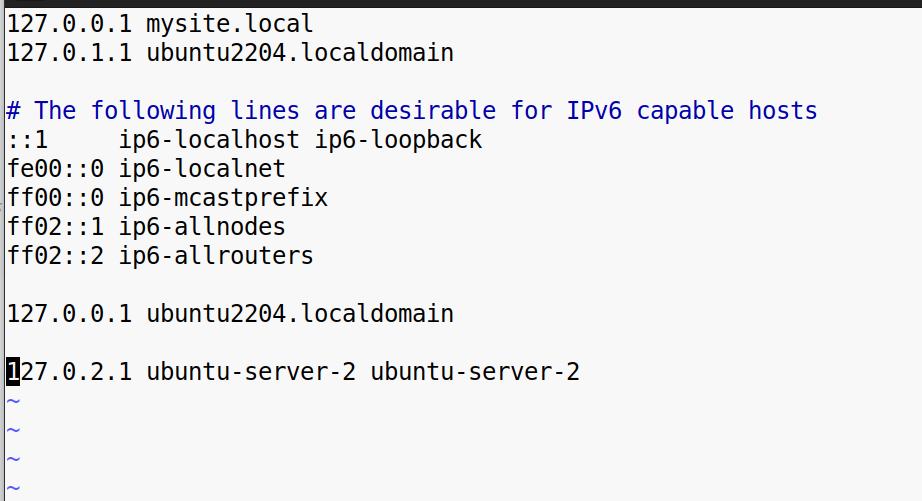 127.0.0.1 mysite.local
127.0.1.1 ubuntu2204.localdomain
# The following lines are desirable for IPv6 capable hosts
::1     ip6-localhost ip6-loopback
fe00::0 ip6-localnet
ff00::0 ip6-mcastprefix
ff02::1 ip6-allnodes
ff02::2 ip6-allrouters
127.0.0.1 ubuntu2204.localdomain
127.0.2.1 ubuntu-server-2 ubuntu-server-2
~
~
~
~